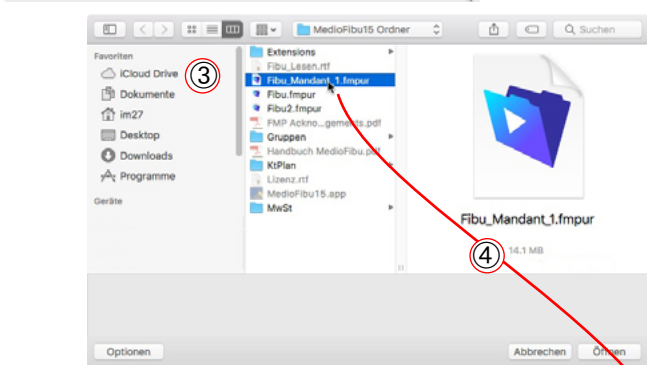 MedioFibu15 Ordner
Suchen
Favoriten
iCloud Drive
③
Dokumente
im27
Desktop
Downloads
Programme
Geräte
Extensions
Fibu_Lesen.rtf
Fibu_Mandant_1.fmpur
Fibu.fmpur
Fibu2.fmpur
FMP Ackno...gements.pdf
Gruppen
Handbuch MedioFibu.pdf
KtPlan
Lizenz.rtf
MedioFibu15.app
MwSt
Fibu_Mandant_1.fmpur
④
14.1 MB
Optionen
Abbrechen
Öffnen